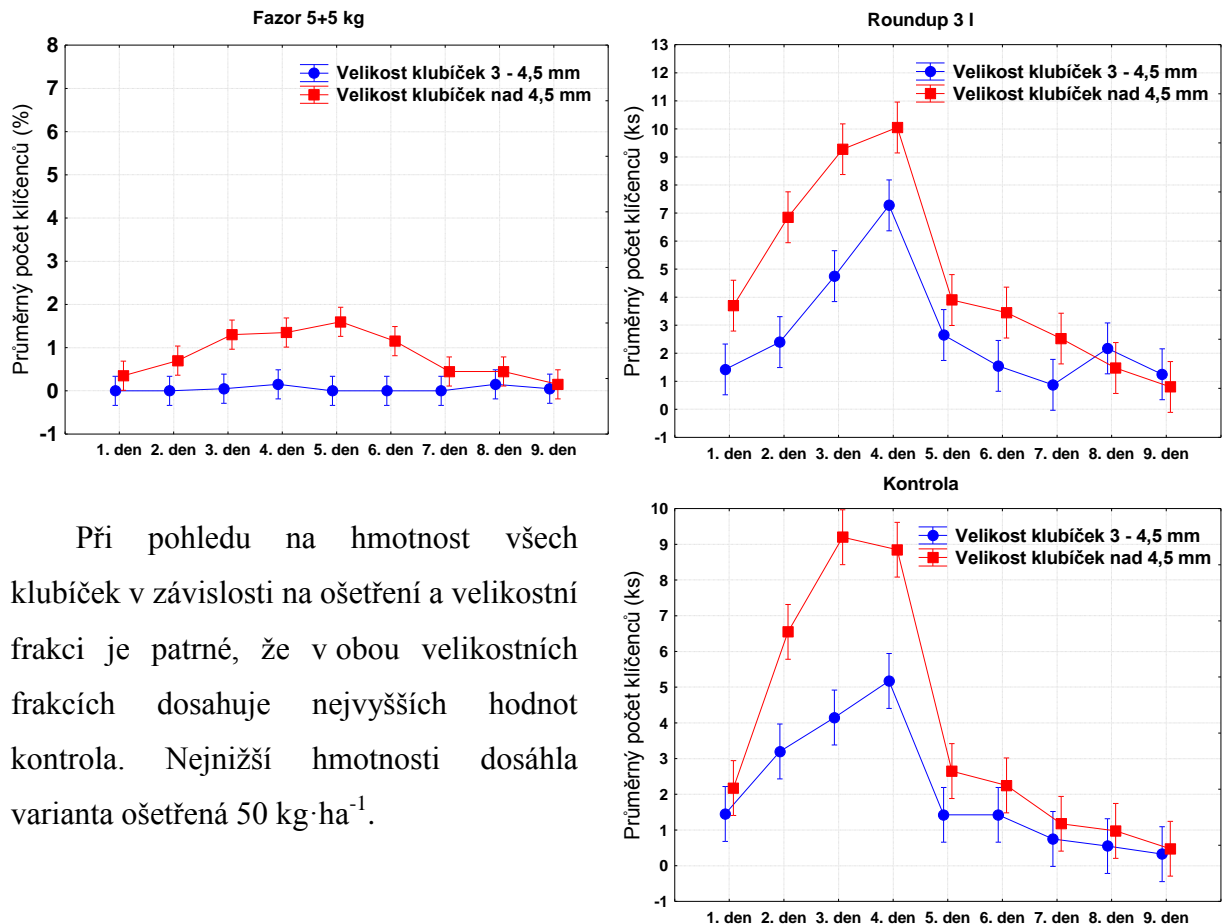 Fazor 5+5 kg
8
7
6
5
4
3
2
1
0
-1
Průměrný počet klíčenců (%)
Velikost klubíček 3 - 4,5 mm
Velikost klubíček nad 4,5 mm
1. den 2. den 3. den 4. den 5. den 6. den 7. den 8. den 9. den
Roundup 3 l
13
12
11
10
9
8
7
6
5
4
3
2
1
0
-1
Průměrný počet klíčenců (ks)
Velikost klubíček 3 - 4,5 mm
Velikost klubíček nad 4,5 mm
1. den 2. den 3. den 4. den 5. den 6. den 7. den 8. den 9. den
Při pohledu na hmotnost všech
klubíček v závislosti na ošetření a velikostní
frakci je patrné, že v obou velikostních
frakcích dosahuje nejvyšších hodnot
kontrola. Nejnižší hmotnosti dosáhla
varianta ošetřená 50 kg·ha⁻¹.
Kontrola
10
9
8
7
6
5
4
3
2
1
0
-1
Průměrný počet klíčenců (ks)
Velikost klubíček 3 - 4,5 mm
Velikost klubíček nad 4,5 mm
1. den 2. den 3. den 4. den 5. den 6. den 7. den 8. den 9. den